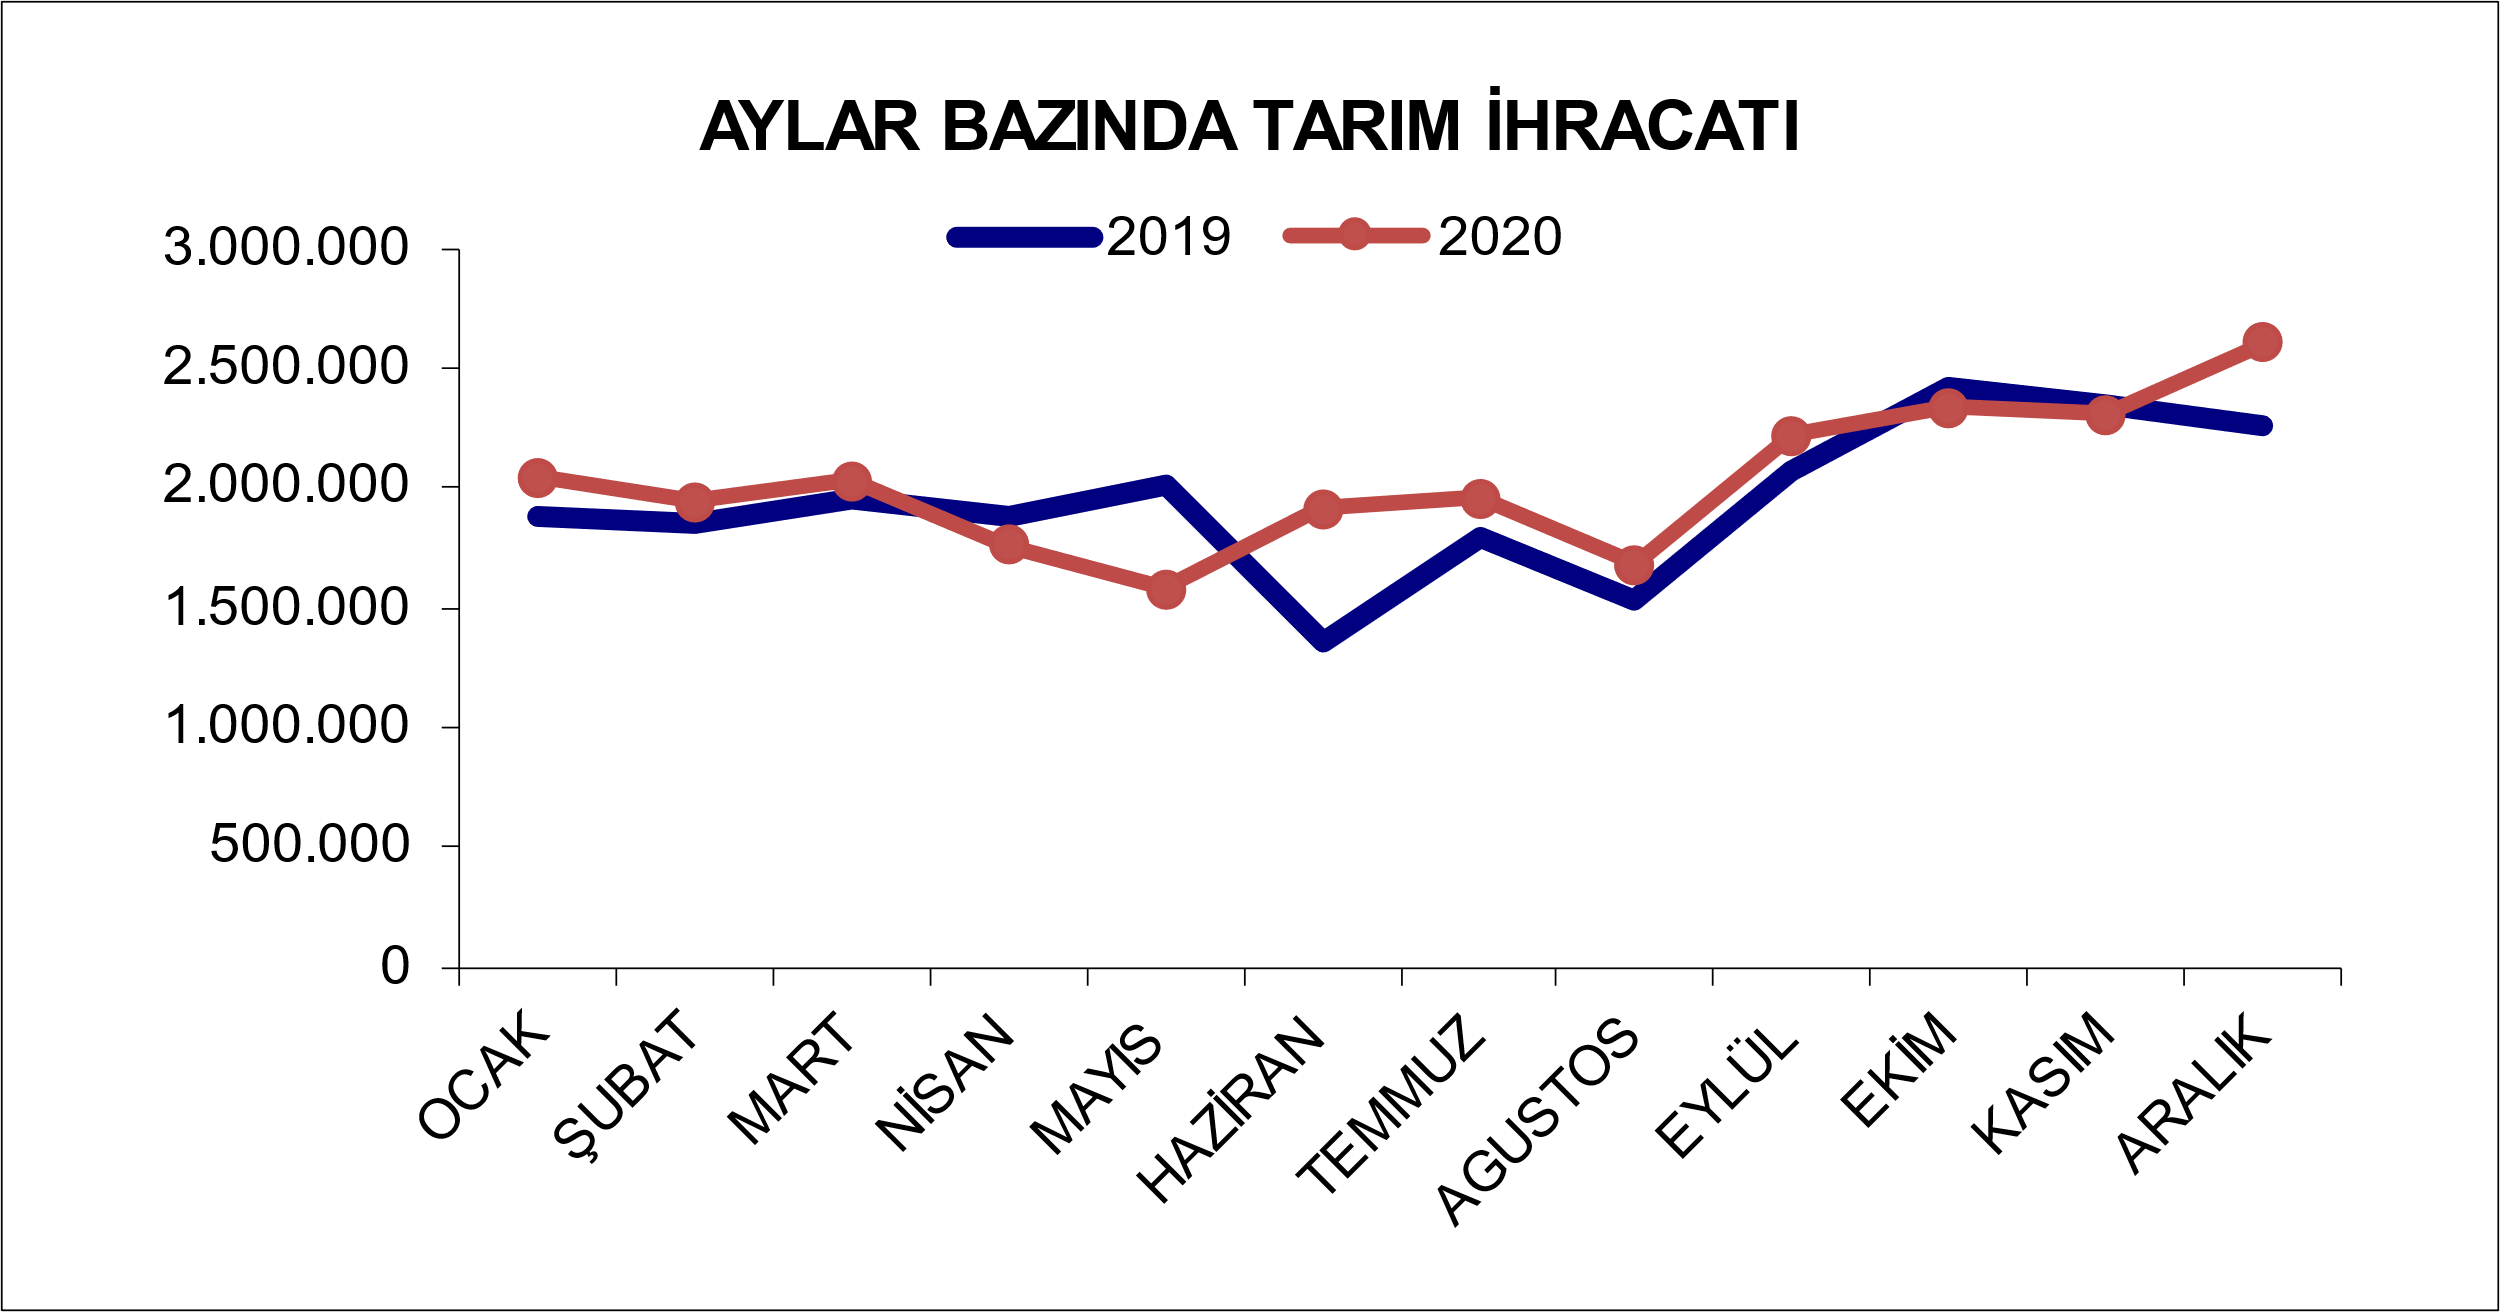 AYLAR BAZINDA TARIM İHRACATI
2019 2020
3.000.000
2.500.000
2.000.000
1.500.000
1.000.000
500.000
0
OCAK
ŞUBAT
MART
NİSAN
MAYIS
HAZİRAN
TEMMUZ
AGUSTOS
EYLÜL
EKİM
KASIM
ARALIK